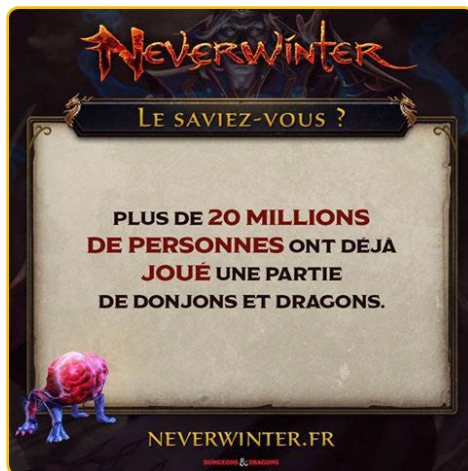 NEVERWINTER
LE SAVIEZ-VOUS ?
PLUS DE 20 MILLIONS
DE PERSONNES ONT DÉJÀ
JOUÉ UNE PARTIE
DE DONJONS ET DRAGONS.
NEVERWINTER.FR
DUNGEONS & DRAGONS